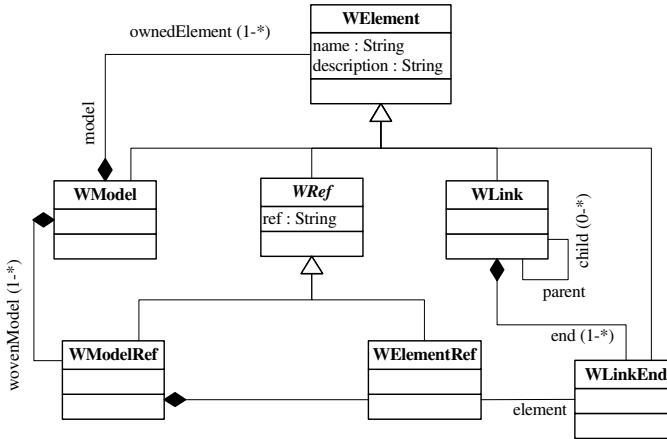 WElement
ownedElement (1-*)
name : String
description : String
model
WModel
WRef
WLink
ref : String
child (0-*)
parent
wovenModel (1-*)
end (1-*)
WModelRef
WElementRef
WLinkEnd
element